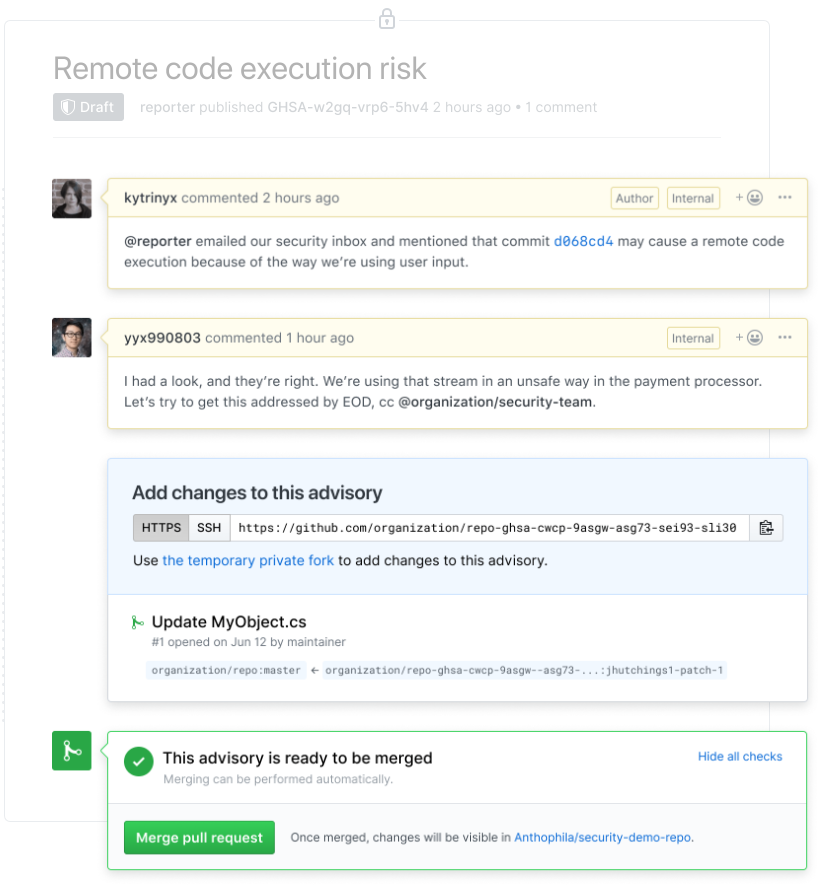 Remote code execution risk
Draft reporter published GHSA-w2gq-vrp6-5hv4 2 hours ago • 1 comment
kytrinyx commented 2 hours ago Author Internal + ···
@reporter emailed our security inbox and mentioned that commit d068cd4 may cause a remote code
execution because of the way we’re using user input.
yyx990803 commented 1 hour ago Internal + ···
I had a look, and they’re right. We’re using that stream in an unsafe way in the payment processor.
Let’s try to get this addressed by EOD, cc @organization/security-team.
Add changes to this advisory
HTTPS SSH https://github.com/organization/repo-ghsa-cwcp-9asgw-asg73-sei93-sli30
Use the temporary private fork to add changes to this advisory.
Update MyObject.cs
#1 opened on Jun 12 by maintainer
organization/repo:master ← organization/repo-ghsa-cwcp-9asgw--asg73-...:jhutchings1-patch-1
This advisory is ready to be merged Hide all checks
Merging can be performed automatically.
Merge pull request Once merged, changes will be visible in Anthophila/security-demo-repo.